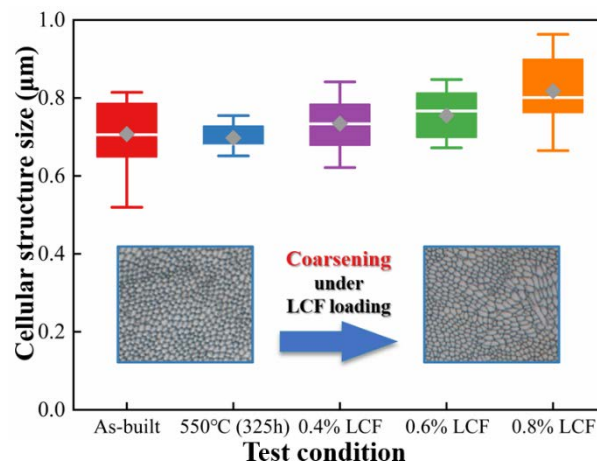 Cellular structure size (μm)
1.0
0.8
0.6
0.4
0.2
0.0
Coarsening
under
LCF loading
As-built 550℃ (325h) 0.4% LCF 0.6% LCF 0.8% LCF
Test condition